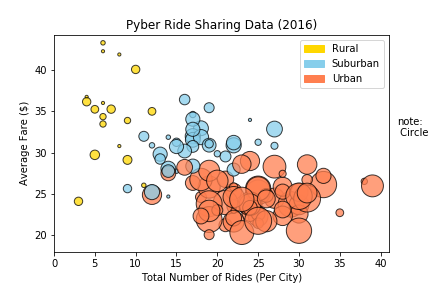 Pyber Ride Sharing Data (2016)
Rural
Suburban
Urban
note:
Circle
Average Fare ($)
40
35
30
25
20
0
5
10
15
20
25
30
35
40
Total Number of Rides (Per City)